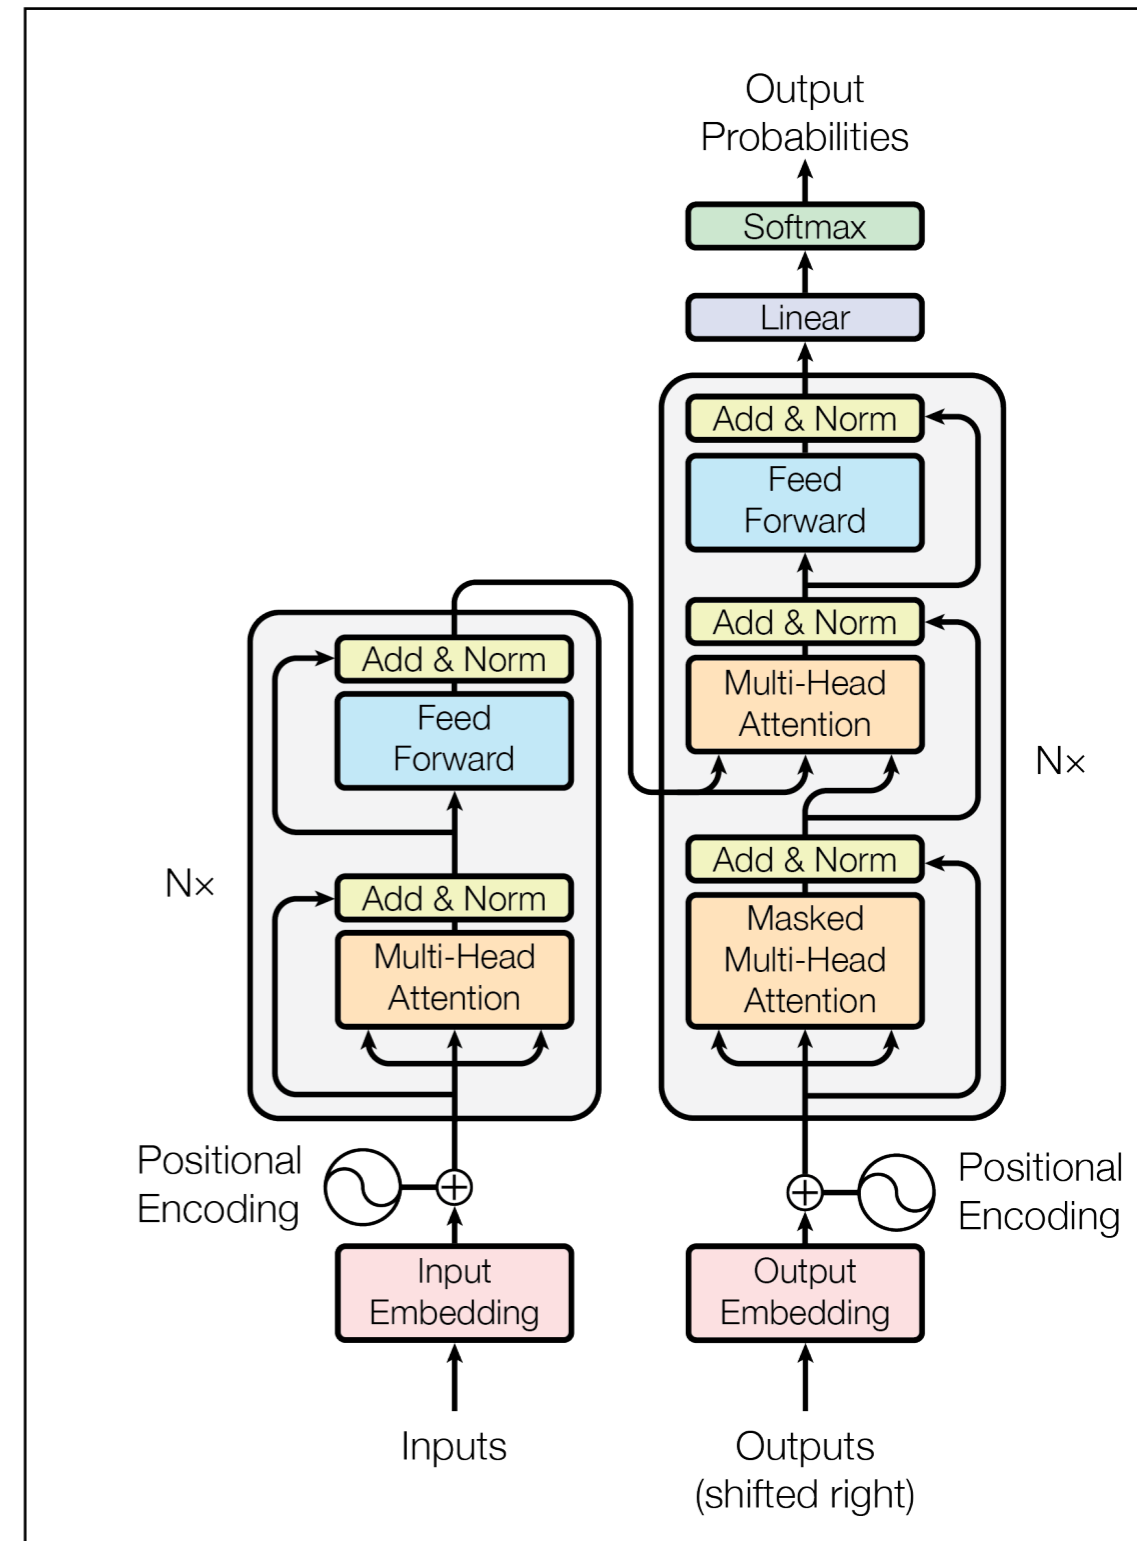 Output
Probabilities
Softmax
Linear
Add & Norm
Feed
Forward
Add & Norm
Multi-Head
Attention
Add & Norm
Masked
Multi-Head
Attention
N×
Add & Norm
Feed
Forward
Add & Norm
Multi-Head
Attention
N×
Positional
Encoding
Positional
Encoding
Input
Embedding
Output
Embedding
Inputs
Outputs
(shifted right)